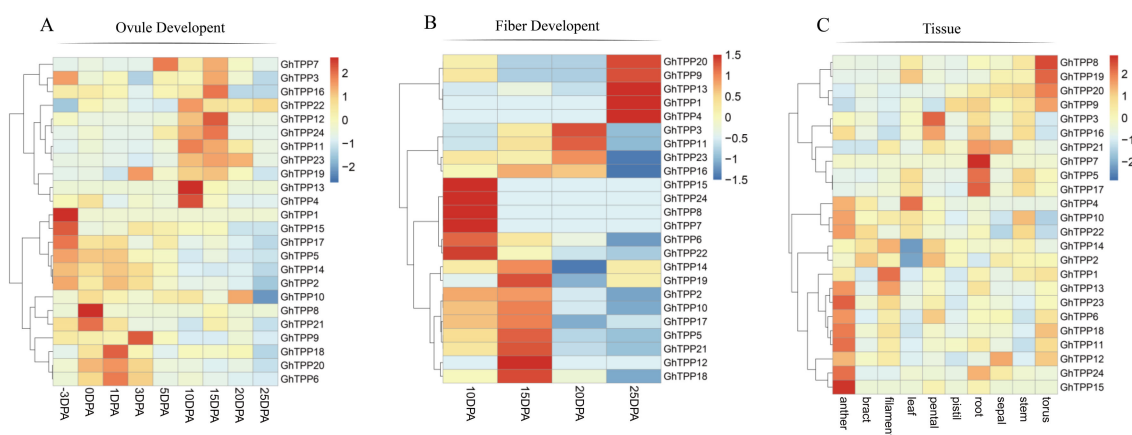 A
Ovule Developent
GhTPP7
GhTPP3
GhTPP16
GhTPP22
GhTPP12
GhTPP24
GhTPP11
GhTPP23
GhTPP19
GhTPP13
GhTPP4
GhTPP1
GhTPP15
GhTPP17
GhTPP5
GhTPP14
GhTPP2
GhTPP10
GhTPP8
GhTPP21
GhTPP9
GhTPP18
GhTPP20
GhTPP6
-3DPA
0DPA
1DPA
3DPA
5DPA
10DPA
15DPA
20DPA
25DPA
2
1
0
−1
−2
B
Fiber Developent
GhTPP20
GhTPP9
GhTPP13
GhTPP1
GhTPP4
GhTPP3
GhTPP11
GhTPP23
GhTPP16
GhTPP15
GhTPP24
GhTPP8
GhTPP7
GhTPP6
GhTPP22
GhTPP14
GhTPP19
GhTPP2
GhTPP10
GhTPP17
GhTPP5
GhTPP21
GhTPP12
GhTPP18
10DPA
15DPA
20DPA
25DPA
1.5
1
0.5
0
−0.5
−1
−1.5
C
Tissue
GhTPP8
GhTPP19
GhTPP20
GhTPP9
GhTPP3
GhTPP16
GhTPP21
GhTPP7
GhTPP5
GhTPP17
GhTPP4
GhTPP10
GhTPP22
GhTPP14
GhTPP2
GhTPP1
GhTPP13
GhTPP23
GhTPP6
GhTPP18
GhTPP11
GhTPP12
GhTPP24
GhTPP15
anther
bract
filamen
leaf
pental
pistil
root
sepal
stem
torus
2
1
0
−1
−2